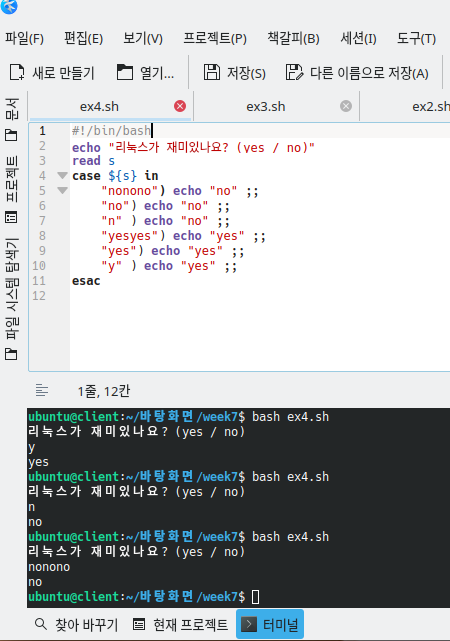 파일(F) 편집(E) 보기(V) 프로젝트(P) 책갈피(B) 세션(I) 도구(T)
새로 만들기 열기... 저장(S) 다른 이름으로 저장(A)
ex4.sh ex3.sh ex2.sh
문서
프로젝트
파일 시스템 탐색기
1 #!/bin/bash
2 echo "리눅스가 재미있나요? (yes / no)"
3 read s
4 case ${s} in
5 "nonono") echo "no" ;;
6 "no") echo "no" ;;
7 "n" ) echo "no" ;;
8 "yesyes") echo "yes" ;;
9 "yes") echo "yes" ;;
10 "y" ) echo "yes" ;;
11 esac
12
1줄, 12칸
ubuntu@client:~/바탕화면/week7$ bash ex4.sh
리눅스가 재미있나요? (yes / no)
y
yes
ubuntu@client:~/바탕화면/week7$ bash ex4.sh
리눅스가 재미있나요? (yes / no)
n
no
ubuntu@client:~/바탕화면/week7$ bash ex4.sh
리눅스가 재미있나요? (yes / no)
nonono
no
ubuntu@client:~/바탕화면/week7$
찾아 바꾸기 현재 프로젝트 터미널